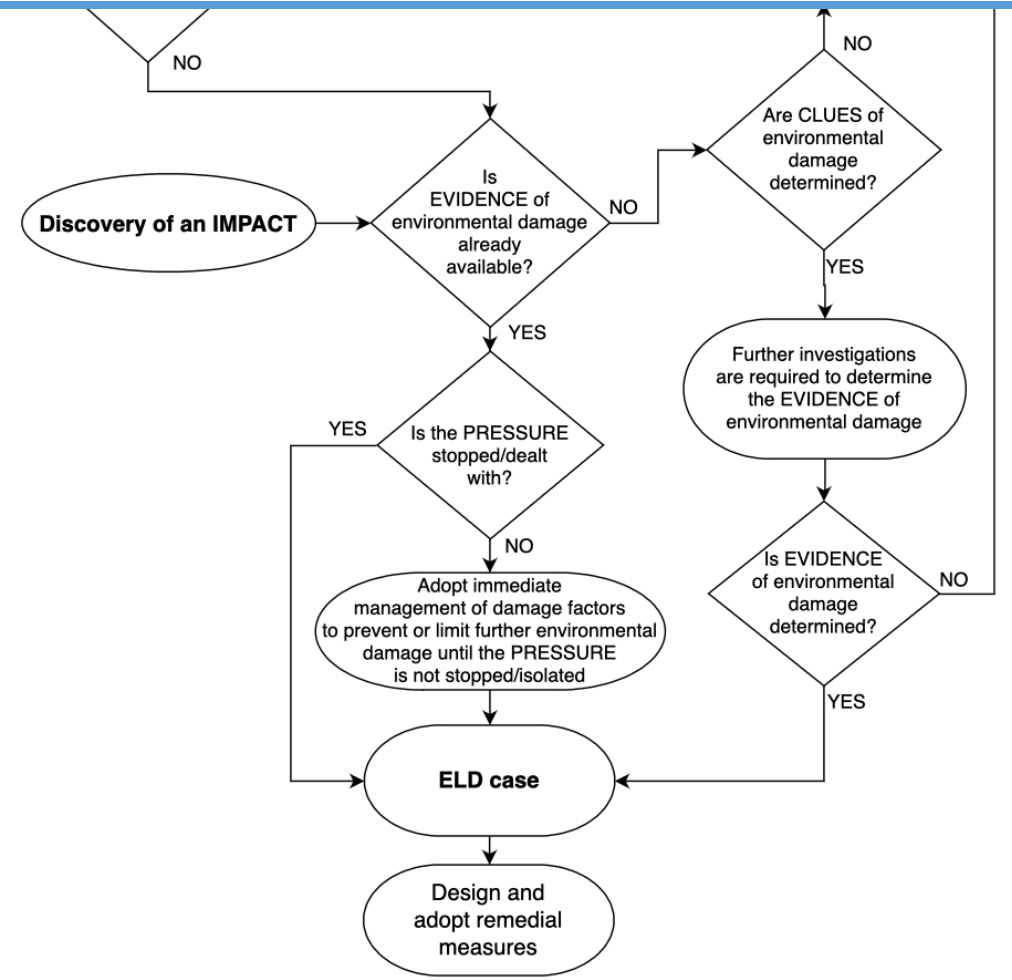 NO
NO
Are CLUES of
environmental
damage
determined?
Is
EVIDENCE of
environmental damage
already
available?
NO
Discovery of an IMPACT
YES
YES
Further investigations
are required to determine
the EVIDENCE of
environmental damage
YES
Is the PRESSURE
stopped/dealt
with?
NO
Is EVIDENCE
of environmental
damage
determined?
NO
Adopt immediate
management of damage factors
to prevent or limit further environmental
damage until the PRESSURE
is not stopped/isolated
YES
ELD case
Design and
adopt remedial
measures